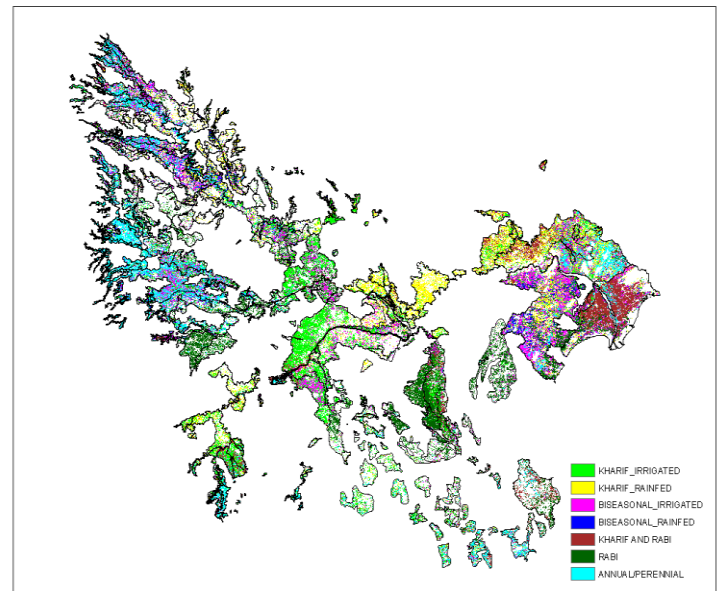 KHARIF_IRRIGATED
KHARIF_RAINFED
BISEASONAL_IRRIGATED
BISEASONAL_RAINFED
KHARIF AND RABI
RABI
ANNUAL/PERENNIAL